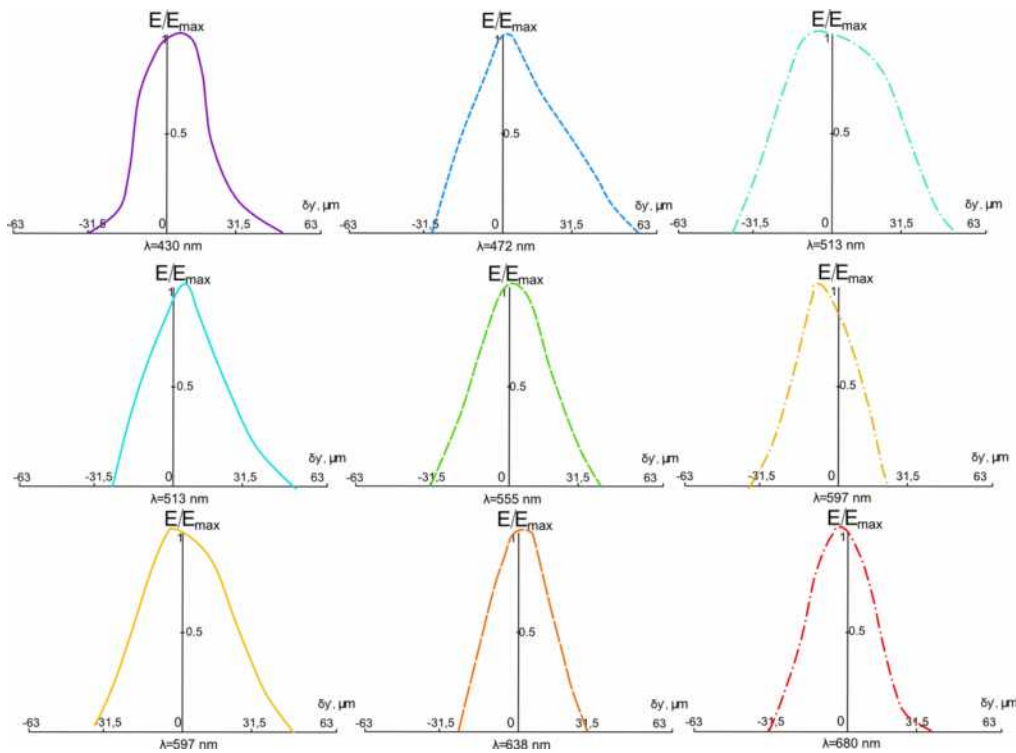 E/Emax
1
0.5
δy', µm
-63 -31,5 0 31,5 63
λ=430 nm
E/Emax
1
0.5
δy', µm
-63 -31,5 0 31,5 63
λ=472 nm
E/Emax
1
0.5
δy', µm
-63 -31,5 0 31,5 63
λ=513 nm
E/Emax
1
0.5
δy', µm
-63 -31,5 0 31,5 63
λ=513 nm
E/Emax
1
0.5
δy', µm
-63 -31,5 0 31,5 63
λ=555 nm
E/Emax
1
0.5
δy', µm
-63 -31,5 0 31,5 63
λ=597 nm
E/Emax
1
0.5
δy', µm
-63 -31,5 0 31,5 63
λ=597 nm
E/Emax
1
0.5
δy', µm
-63 -31,5 0 31,5 63
λ=638 nm
E/Emax
1
0.5
δy', µm
-63 -31,5 0 31,5 63
λ=680 nm